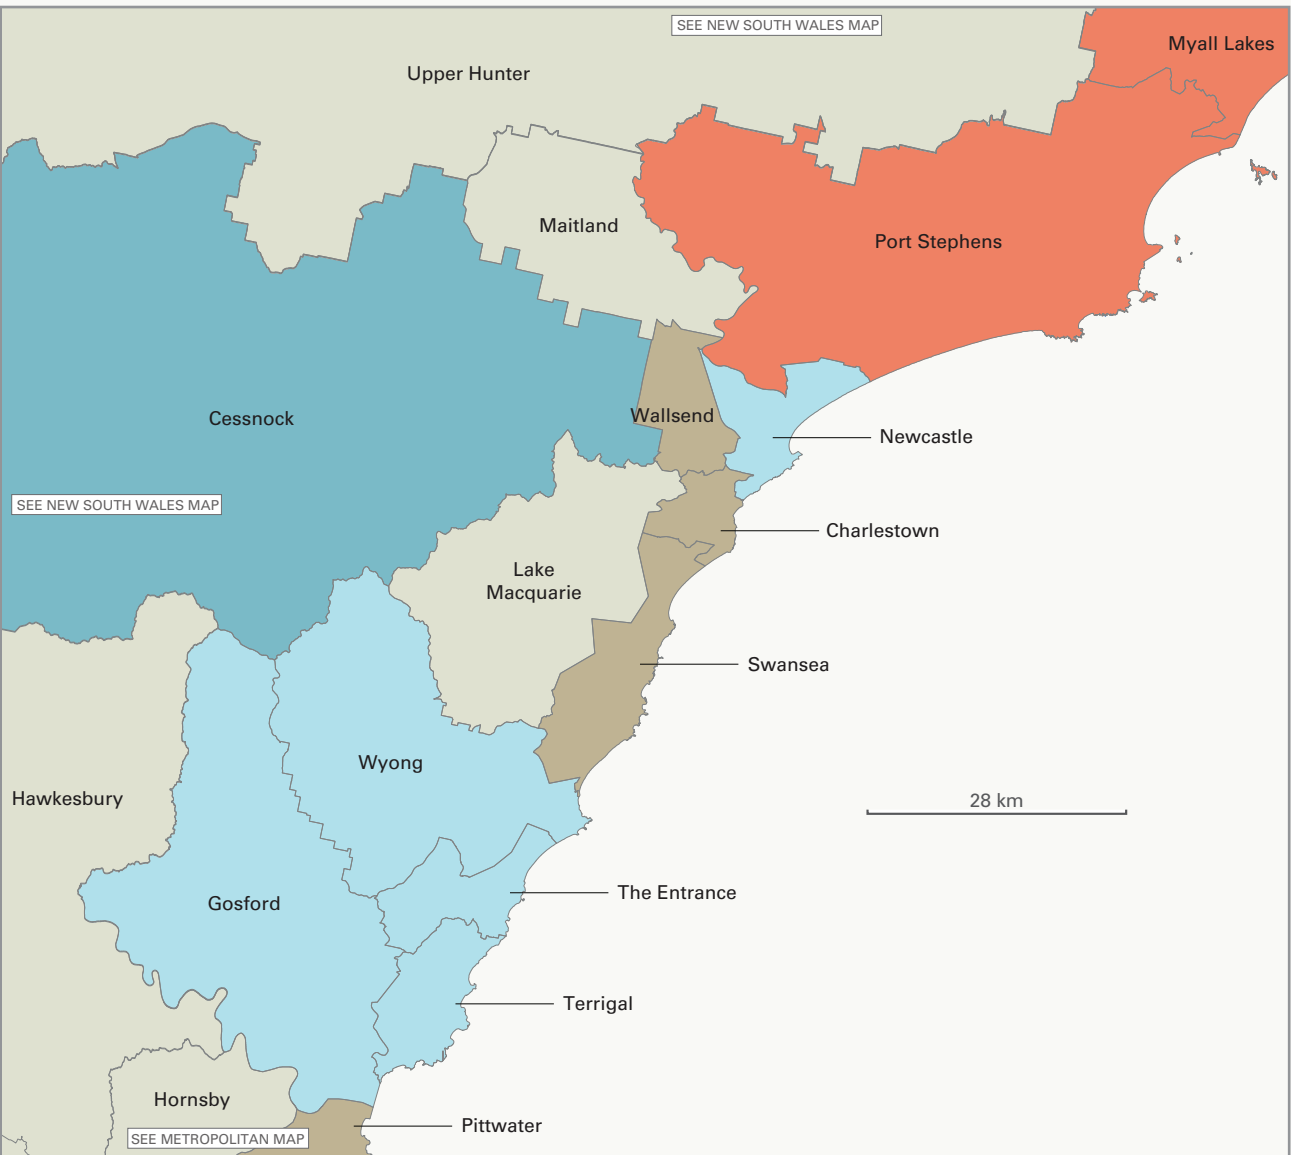 SEE NEW SOUTH WALES MAP
Myall Lakes
Upper Hunter
Maitland
Port Stephens
Cessnock
Wallsend
Newcastle
SEE NEW SOUTH WALES MAP
Charlestown
Lake
Macquarie
Swansea
Wyong
Hawkesbury
28 km
Gosford
The Entrance
Terrigal
Hornsby
Pittwater
SEE METROPOLITAN MAP